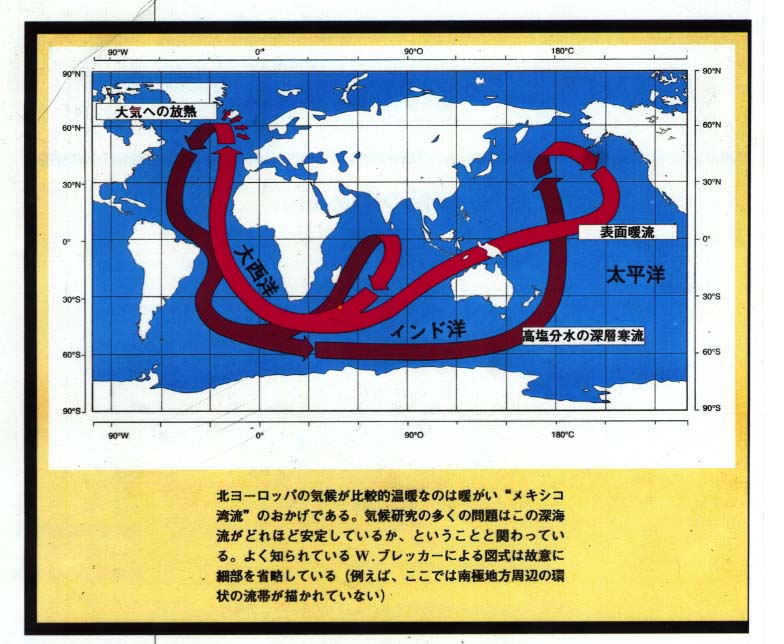 90°W 0° 90°O 180°C
90°N 90°N
大気への放熱
60°N 60°N
30°N 30°N
表面暖流
0° 0°
大西洋
太平洋
30°S 30°S
インド洋
高塩分水の深層寒流
60°S 60°S
90°S 90°S
90°W 0° 90°O 180°C
北ヨーロッパの気候が比較的温暖なのは暖がい“メキシコ
湾流”のおかげである。気候研究の多くの問題はこの深海
流がどれほど安定しているか、ということと関わってい
る。よく知られている W.ブレッカーによる図式は故意に
細部を省略している（例えば、ここでは南極地方周辺の環
状の流帯が描かれていない）